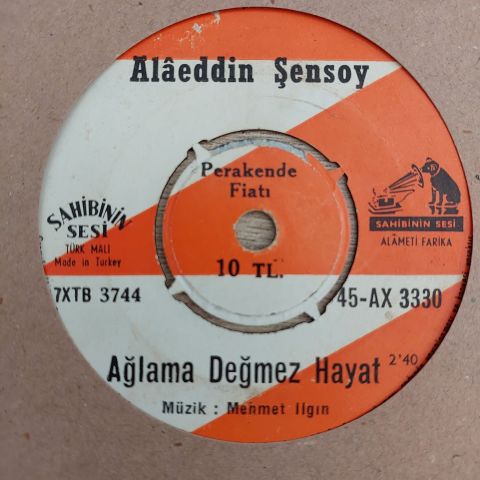 Alâeddin Şensoy
Perakende
Fiatı
10 TL.
SAHİBİNİN
SESİ
TÜRK MALI
Made in Turkey
SAHİBİNİN SESİ
ALÂMETİ FARİKA
7XTB 3744
45-AX 3330
Ağlama Değmez Hayat 2'40
Müzik : Mehmet Ilgın